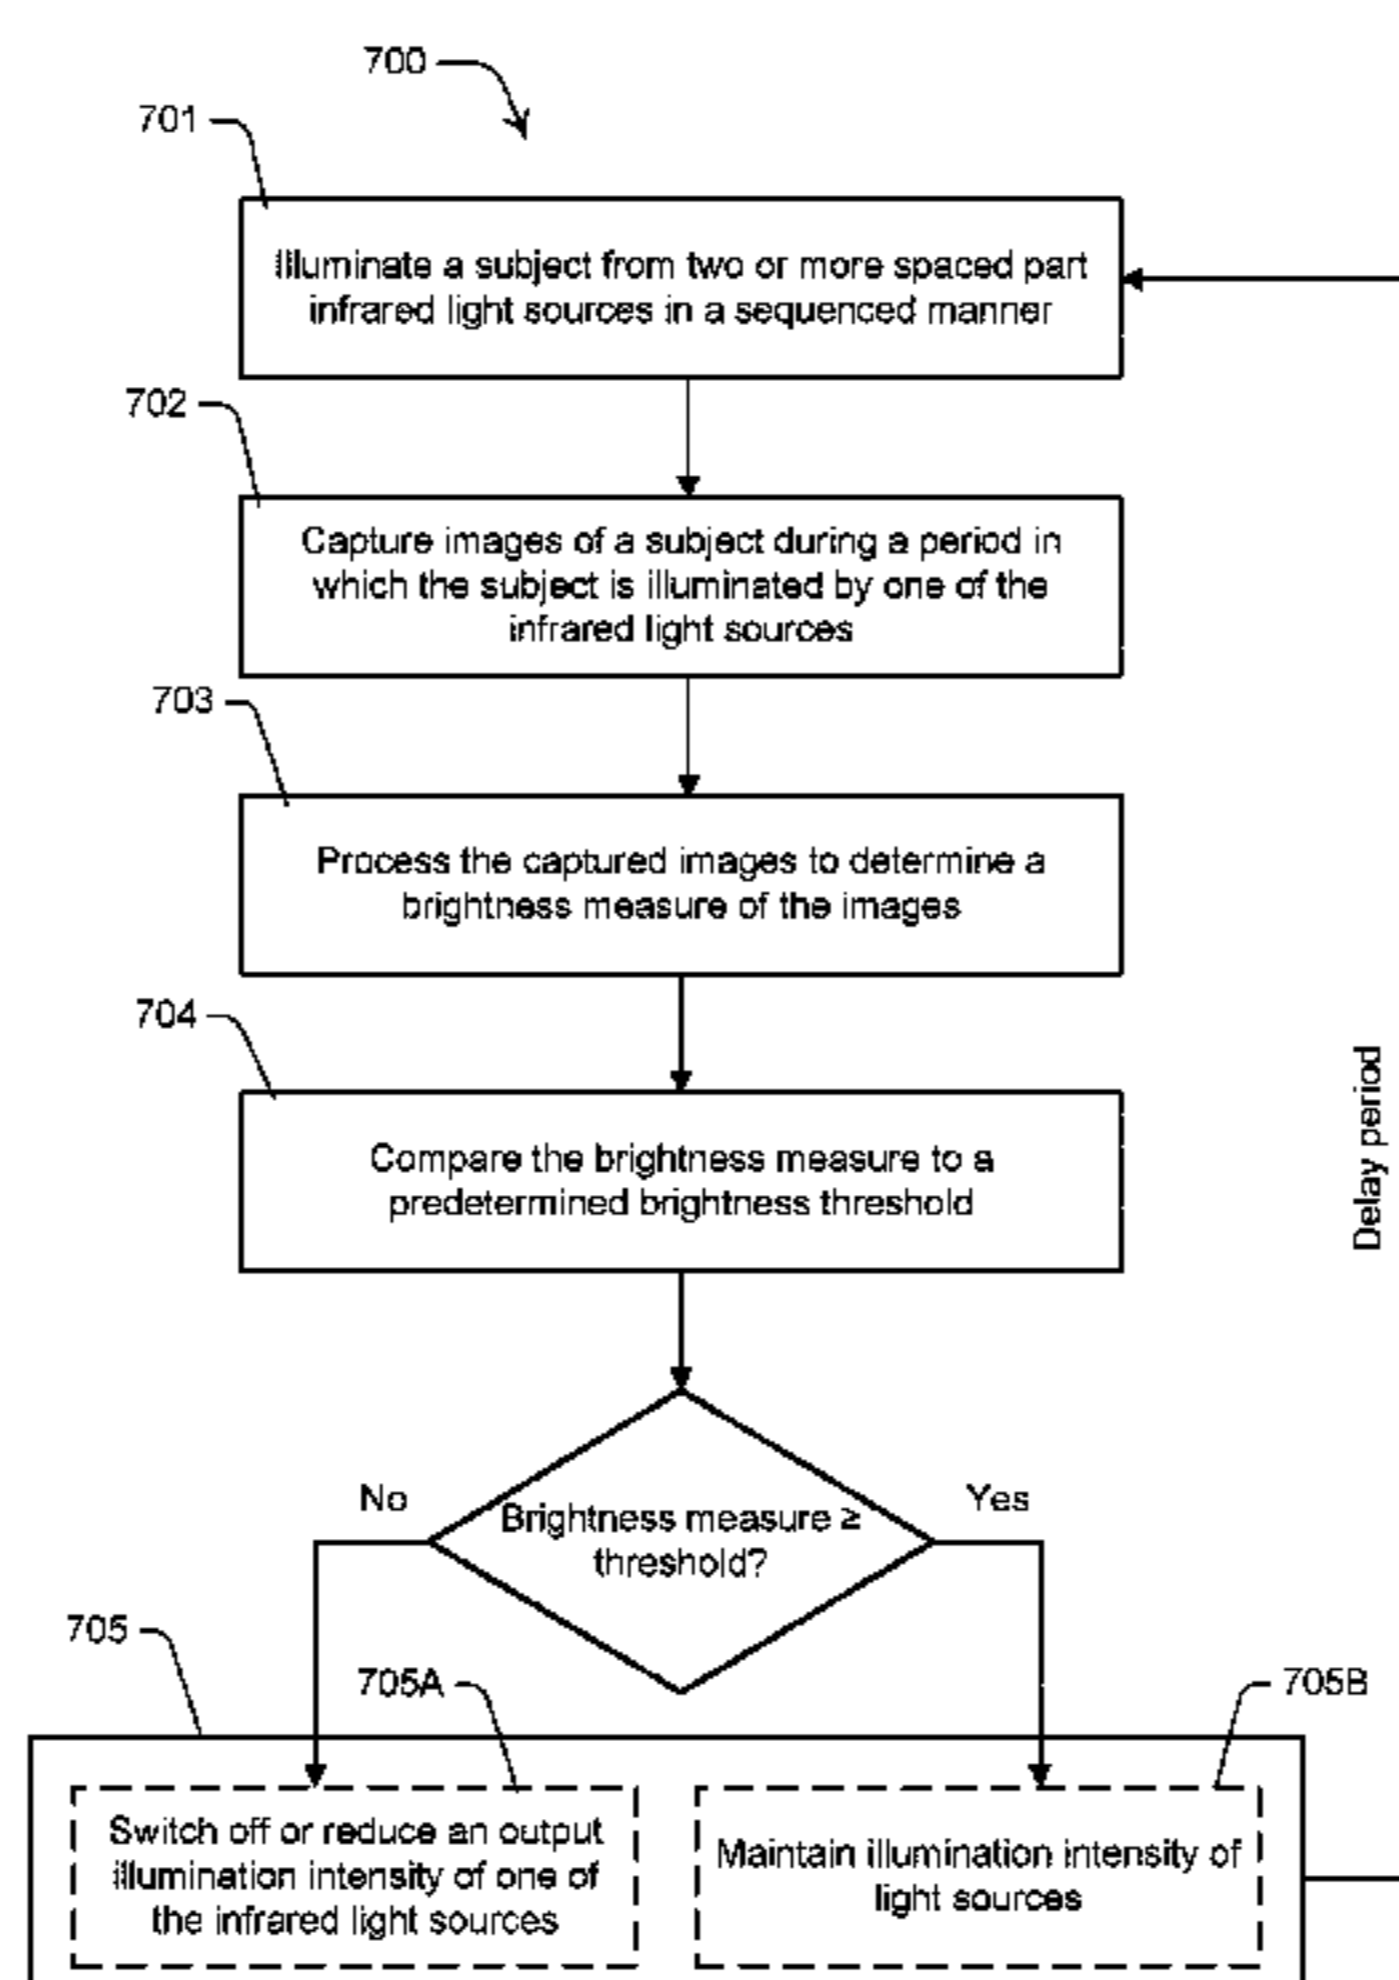 700
701
Illuminate a subject from two or more spaced part
infrared light sources in a sequenced manner
702
Capture images of a subject during a period in
which the subject is illuminated by one of the
infrared light sources
703
Process the captured images to determine a
brightness measure of the images
704
Compare the brightness measure to a
predetermined brightness threshold
Delay period
No
Yes
Brightness measure ≥
threshold?
705
705A
705B
Switch off or reduce an output
illumination intensity of one of
the infrared light sources
Maintain illumination intensity of
light sources